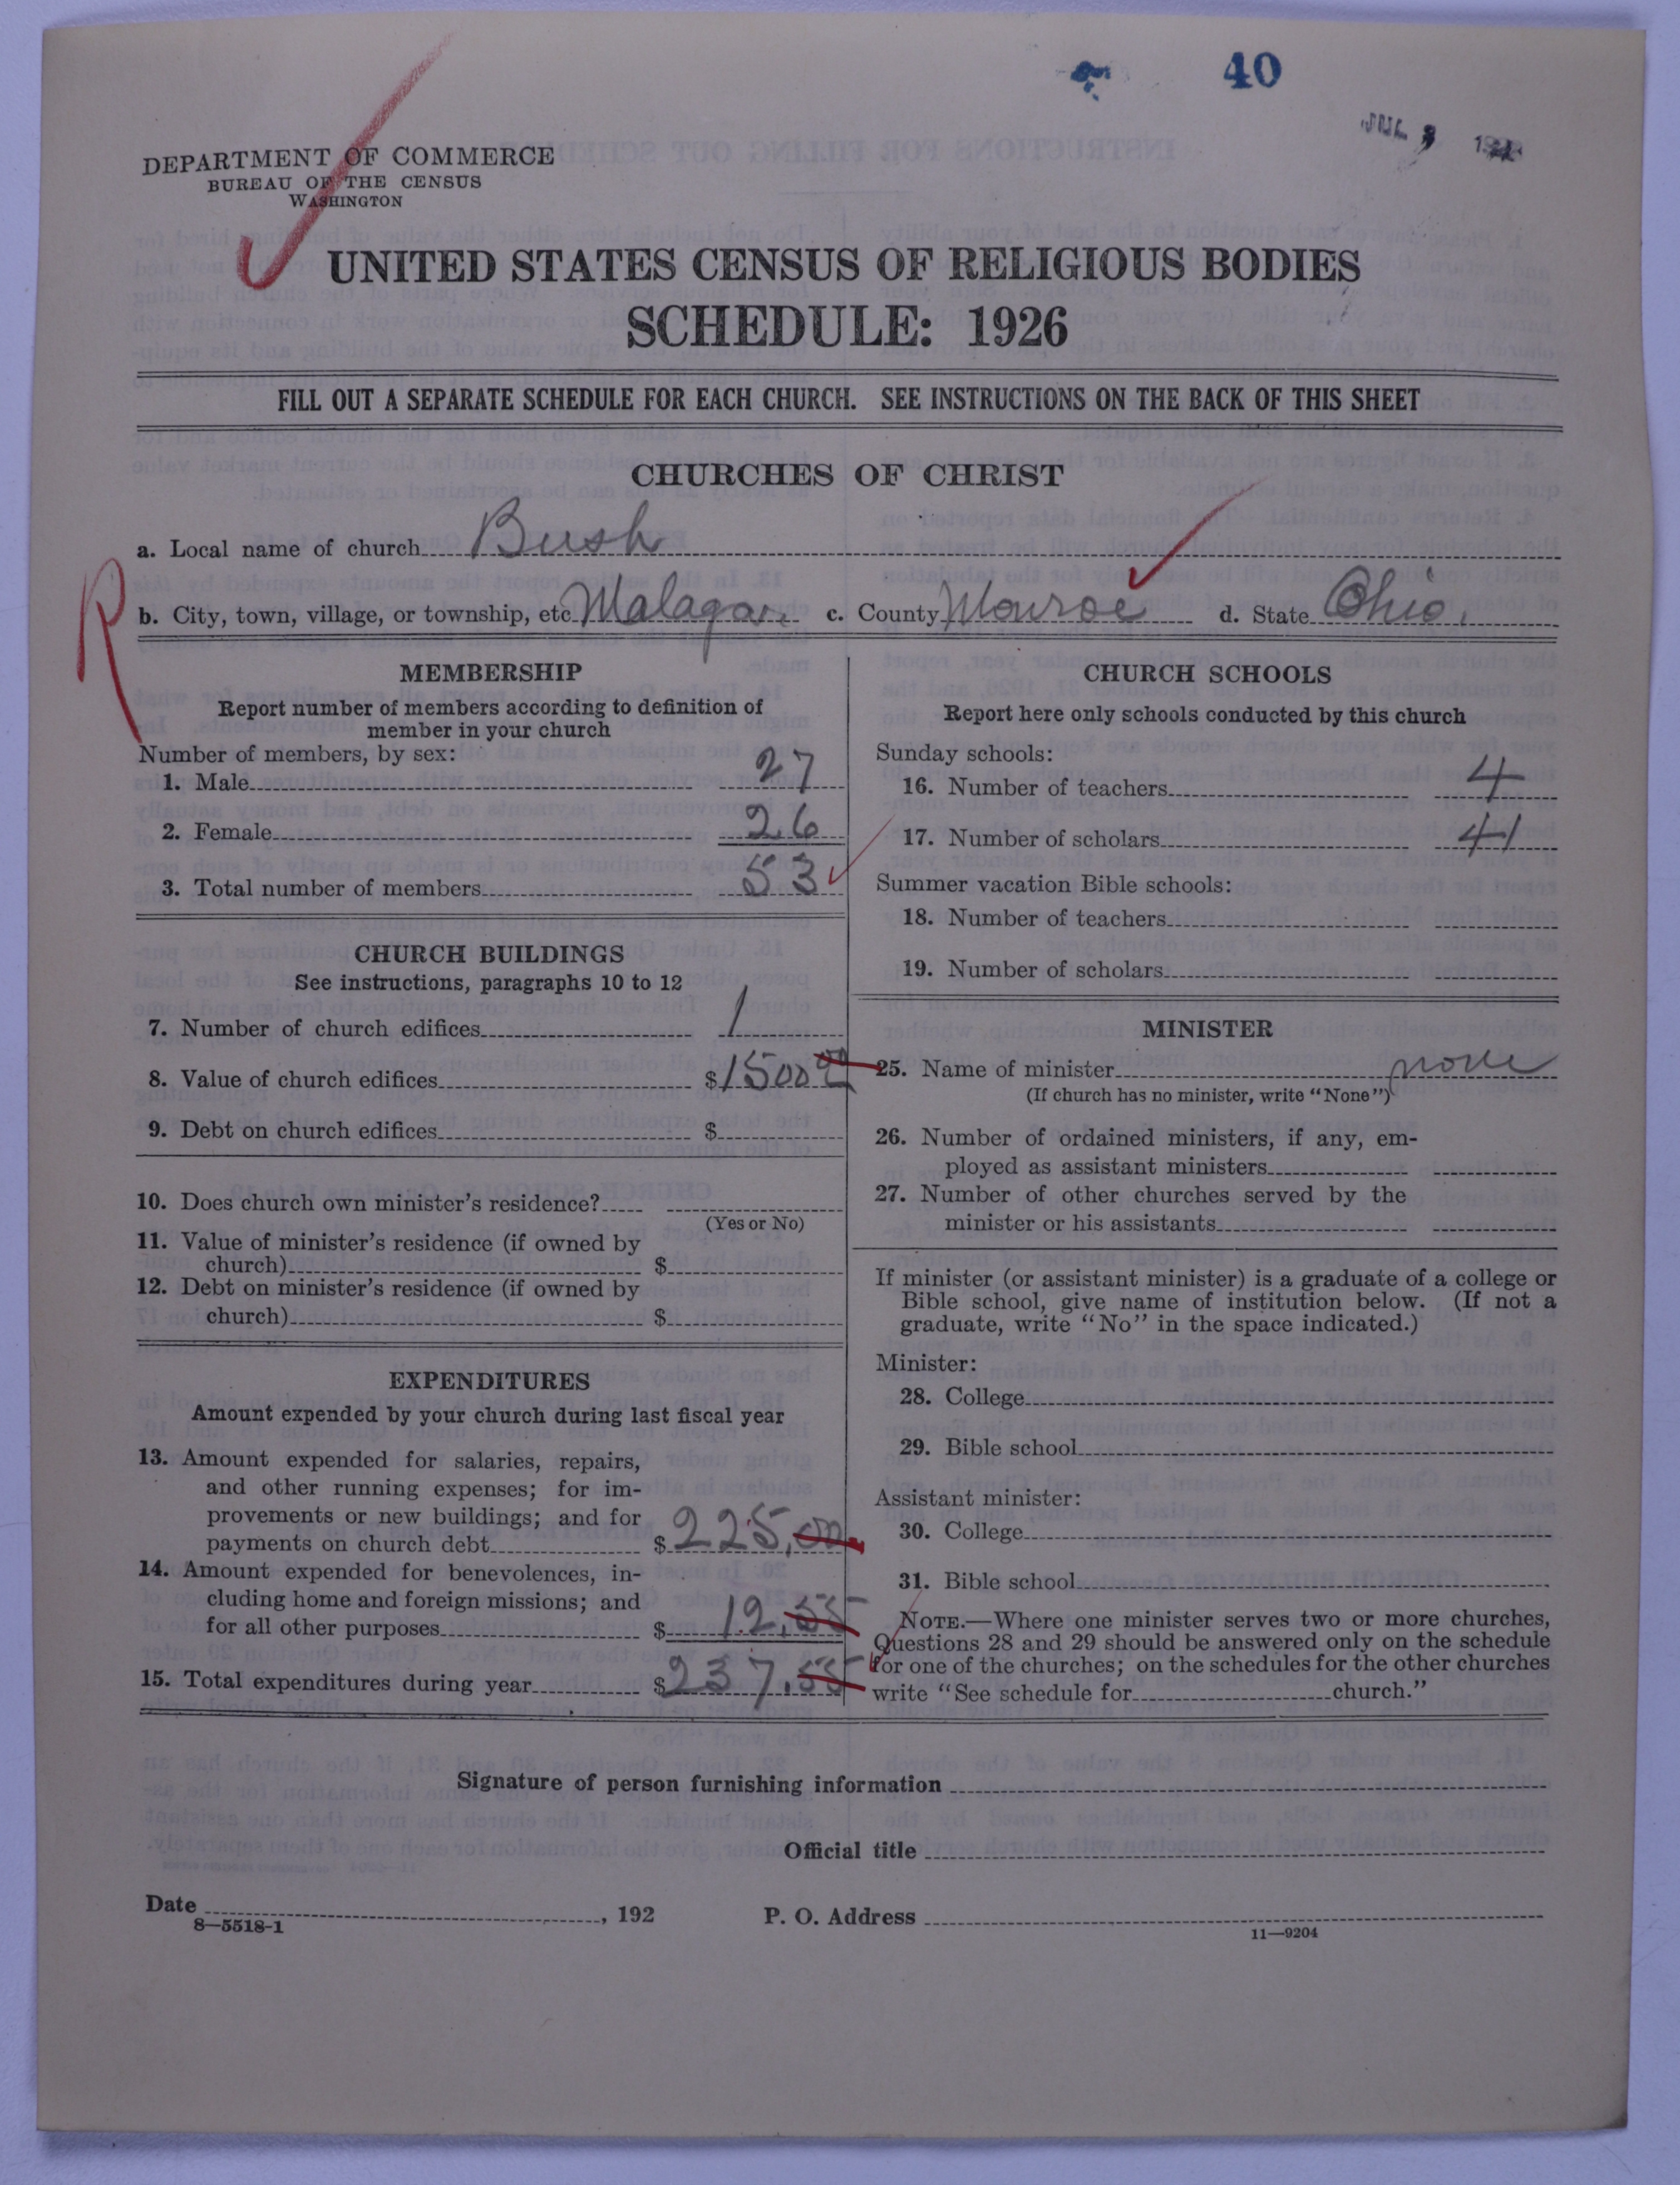 40
JUL 9
DEPARTMENT OF COMMERCE
BUREAU OF THE CENSUS
WASHINGTON
UNITED STATES CENSUS OF RELIGIOUS BODIES
SCHEDULE: 1926
FILL OUT A SEPARATE SCHEDULE FOR EACH CHURCH. SEE INSTRUCTIONS ON THE BACK OF THIS SHEET
CHURCHES OF CHRIST
a. Local name of church Bush
R
b. City, town, village, or township, etc. Malaga. c. County Monroe d. State Ohio.
MEMBERSHIP
Report number of members according to definition of
member in your church
Number of members, by sex:
1. Male 27
2. Female 26
3. Total number of members 53
CHURCH BUILDINGS
See instructions, paragraphs 10 to 12
7. Number of church edifices 1
8. Value of church edifices $1500 00
9. Debt on church edifices $
10. Does church own minister's residence?
(Yes or No)
11. Value of minister's residence (if owned by
church) $
12. Debt on minister's residence (if owned by
church) $
EXPENDITURES
Amount expended by your church during last fiscal year
13. Amount expended for salaries, repairs,
and other running expenses; for im-
provements or new buildings; and for
payments on church debt $225.00
14. Amount expended for benevolences, in-
cluding home and foreign missions; and
for all other purposes $12.55
15. Total expenditures during year $237.55
CHURCH SCHOOLS
Report here only schools conducted by this church
Sunday schools:
16. Number of teachers 4
17. Number of scholars 41
Summer vacation Bible schools:
18. Number of teachers
19. Number of scholars
MINISTER
25. Name of minister none
(If church has no minister, write "None")
26. Number of ordained ministers, if any, em-
ployed as assistant ministers
27. Number of other churches served by the
minister or his assistants
If minister (or assistant minister) is a graduate of a college or
Bible school, give name of institution below. (If not a
graduate, write "No" in the space indicated.)
Minister:
28. College
29. Bible school
Assistant minister:
30. College
31. Bible school
NOTE.—Where one minister serves two or more churches,
Questions 28 and 29 should be answered only on the schedule
for one of the churches; on the schedules for the other churches
write "See schedule for church."
Signature of person furnishing information
Official title
Date , 192 P. O. Address
8—5518-1 11—9204